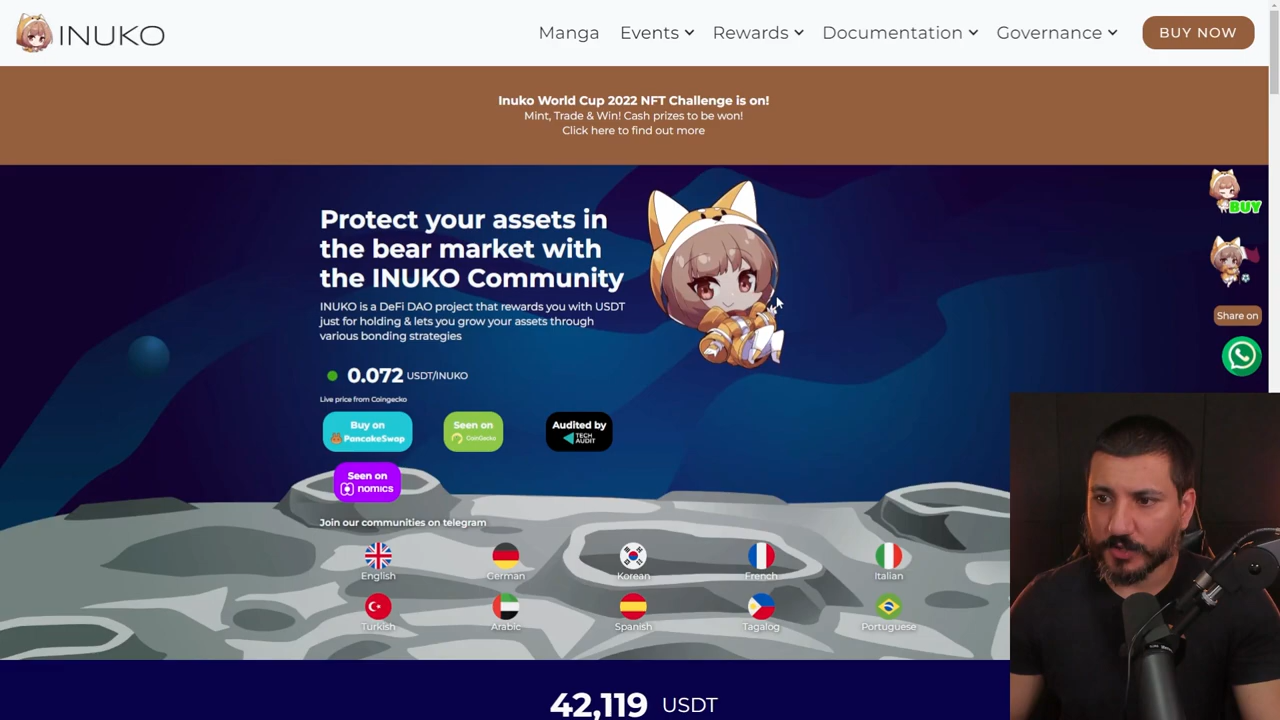 INUKO
Manga
Events
Rewards
Documentation
Governance
BUY NOW
Inuko World Cup 2022 NFT Challenge is on!
Mint, Trade & Win! Cash prizes to be won!
Click here to find out more
Protect your assets in
the bear market with
the INUKO Community
INUKO is a DeFi DAO project that rewards you with USDT
just for holding & lets you grow your assets through
various bonding strategies
0.072 USDT/INUKO
Live price from Coingecko
Buy on
PancakeSwap
Seen on
CoinGecko
Audited by
TECH
AUDIT
Seen on
nomics
Join our communities on telegram
English
German
Korean
French
Italian
Turkish
Arabic
Spanish
Tagalog
Portuguese
BUY
Share on
42,119 USDT